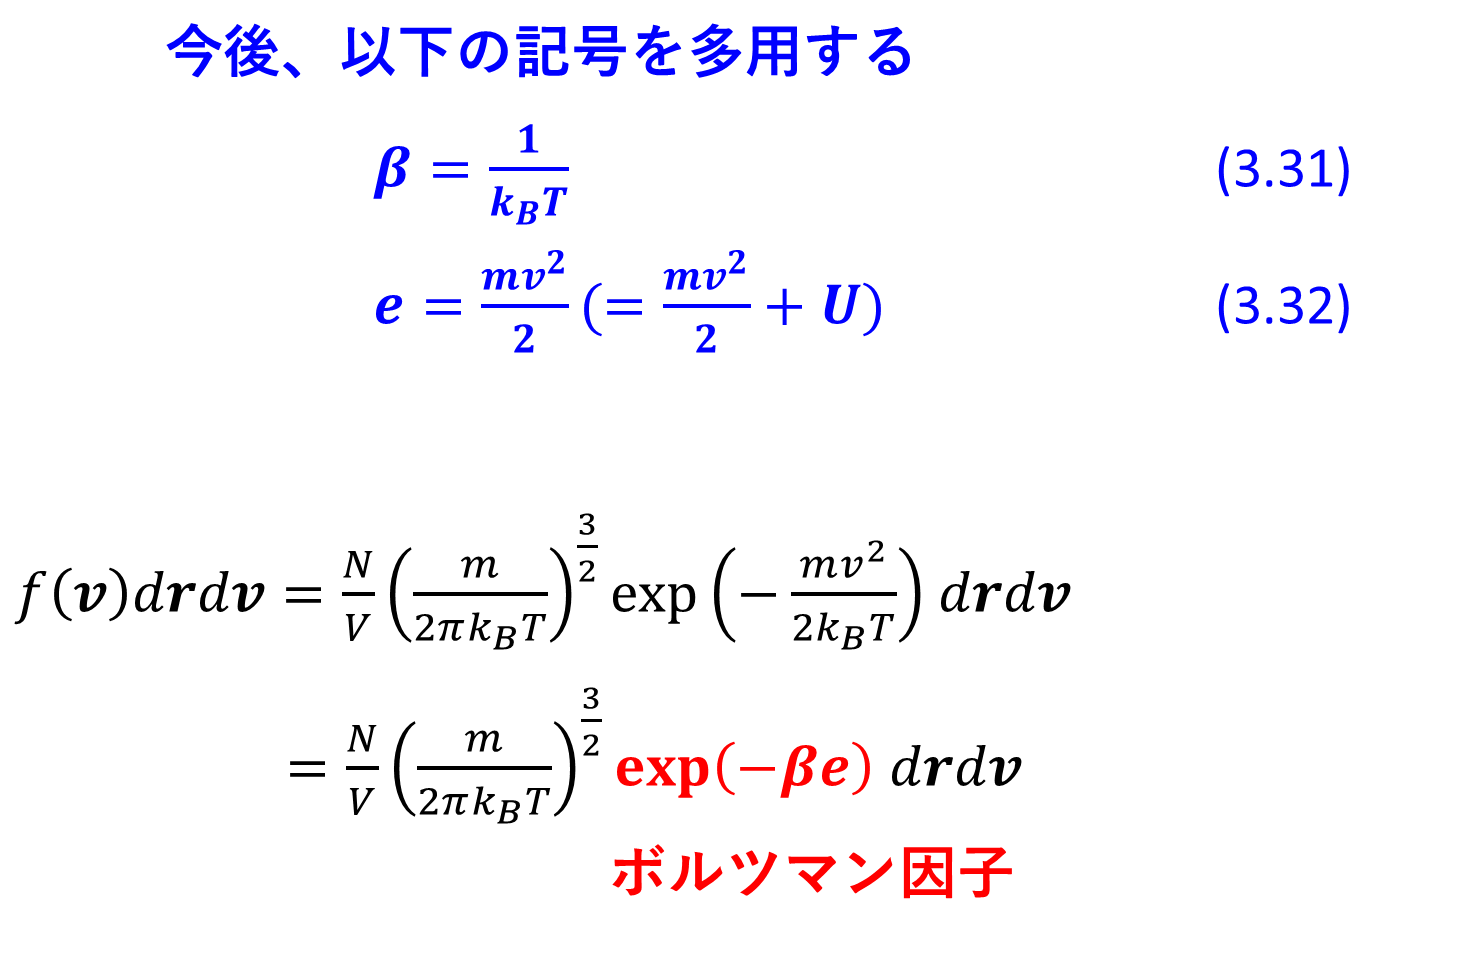 今後、以下の記号を多用する
β = 1/(k_B T) (3.31)
e = mv²/2 (= mv²/2 + U) (3.32)
f(v)drdv = N/V (m/(2πk_B T))^(3/2) exp(−mv²/(2k_B T)) drdv
= N/V (m/(2πk_B T))^(3/2) exp(−βe) drdv
ボルツマン因子